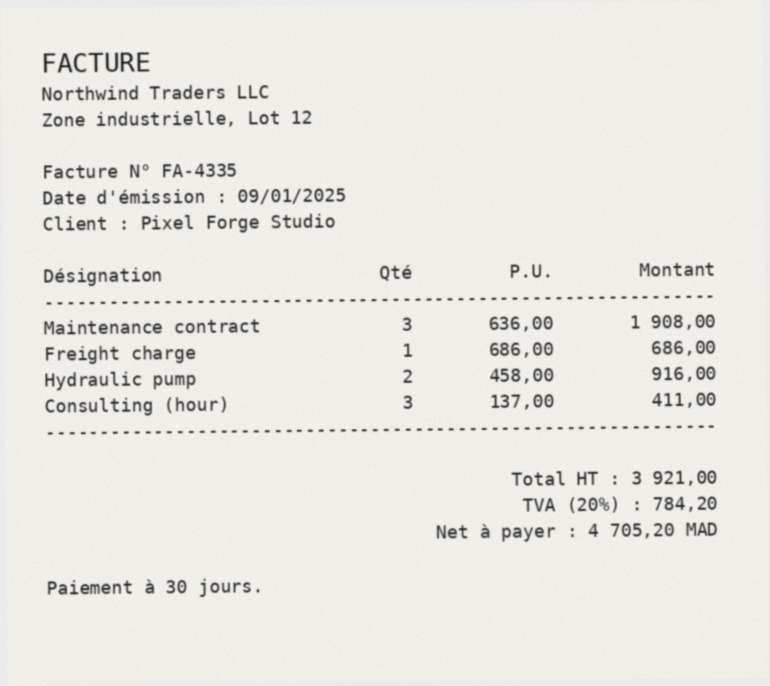 FACTURE
Northwind Traders LLC
Zone industrielle, Lot 12
Facture N° FA-4335
Date d'émission : 09/01/2025
Client : Pixel Forge Studio
Désignation Qté P.U. Montant
Maintenance contract 3 636,00 1 908,00
Freight charge 1 686,00 686,00
Hydraulic pump 2 458,00 916,00
Consulting (hour) 3 137,00 411,00
Total HT : 3 921,00
TVA (20%) : 784,20
Net à payer : 4 705,20 MAD
Paiement à 30 jours.